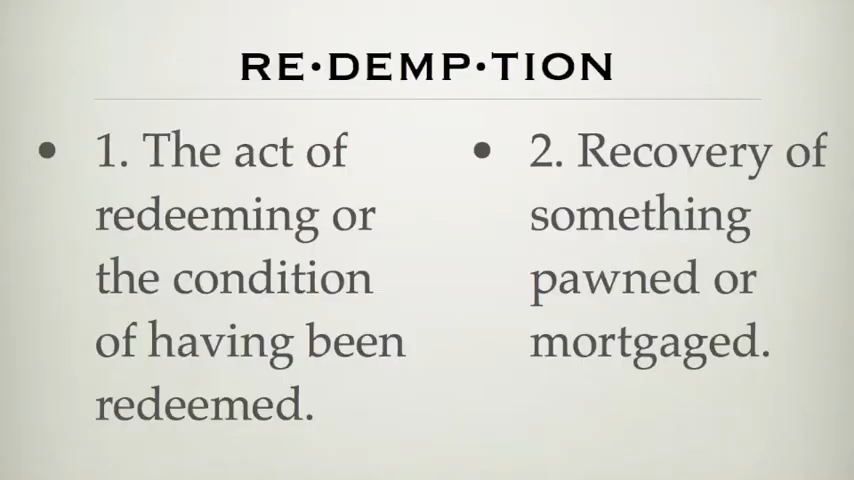 RE•DEMP•TION
• 1. The act of
redeeming or
the condition
of having been
redeemed.
• 2. Recovery of
something
pawned or
mortgaged.